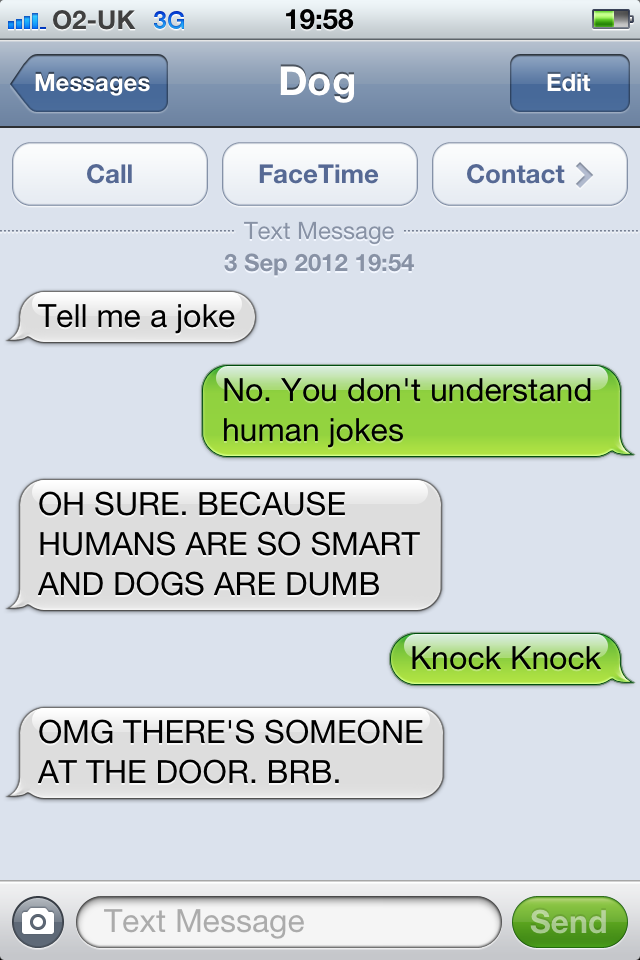 O2-UK 3G 19:58
Messages Dog Edit
Call FaceTime Contact
Text Message
3 Sep 2012 19:54
Tell me a joke
No. You don't understand
human jokes
OH SURE. BECAUSE
HUMANS ARE SO SMART
AND DOGS ARE DUMB
Knock Knock
OMG THERE'S SOMEONE
AT THE DOOR. BRB.
Text Message Send